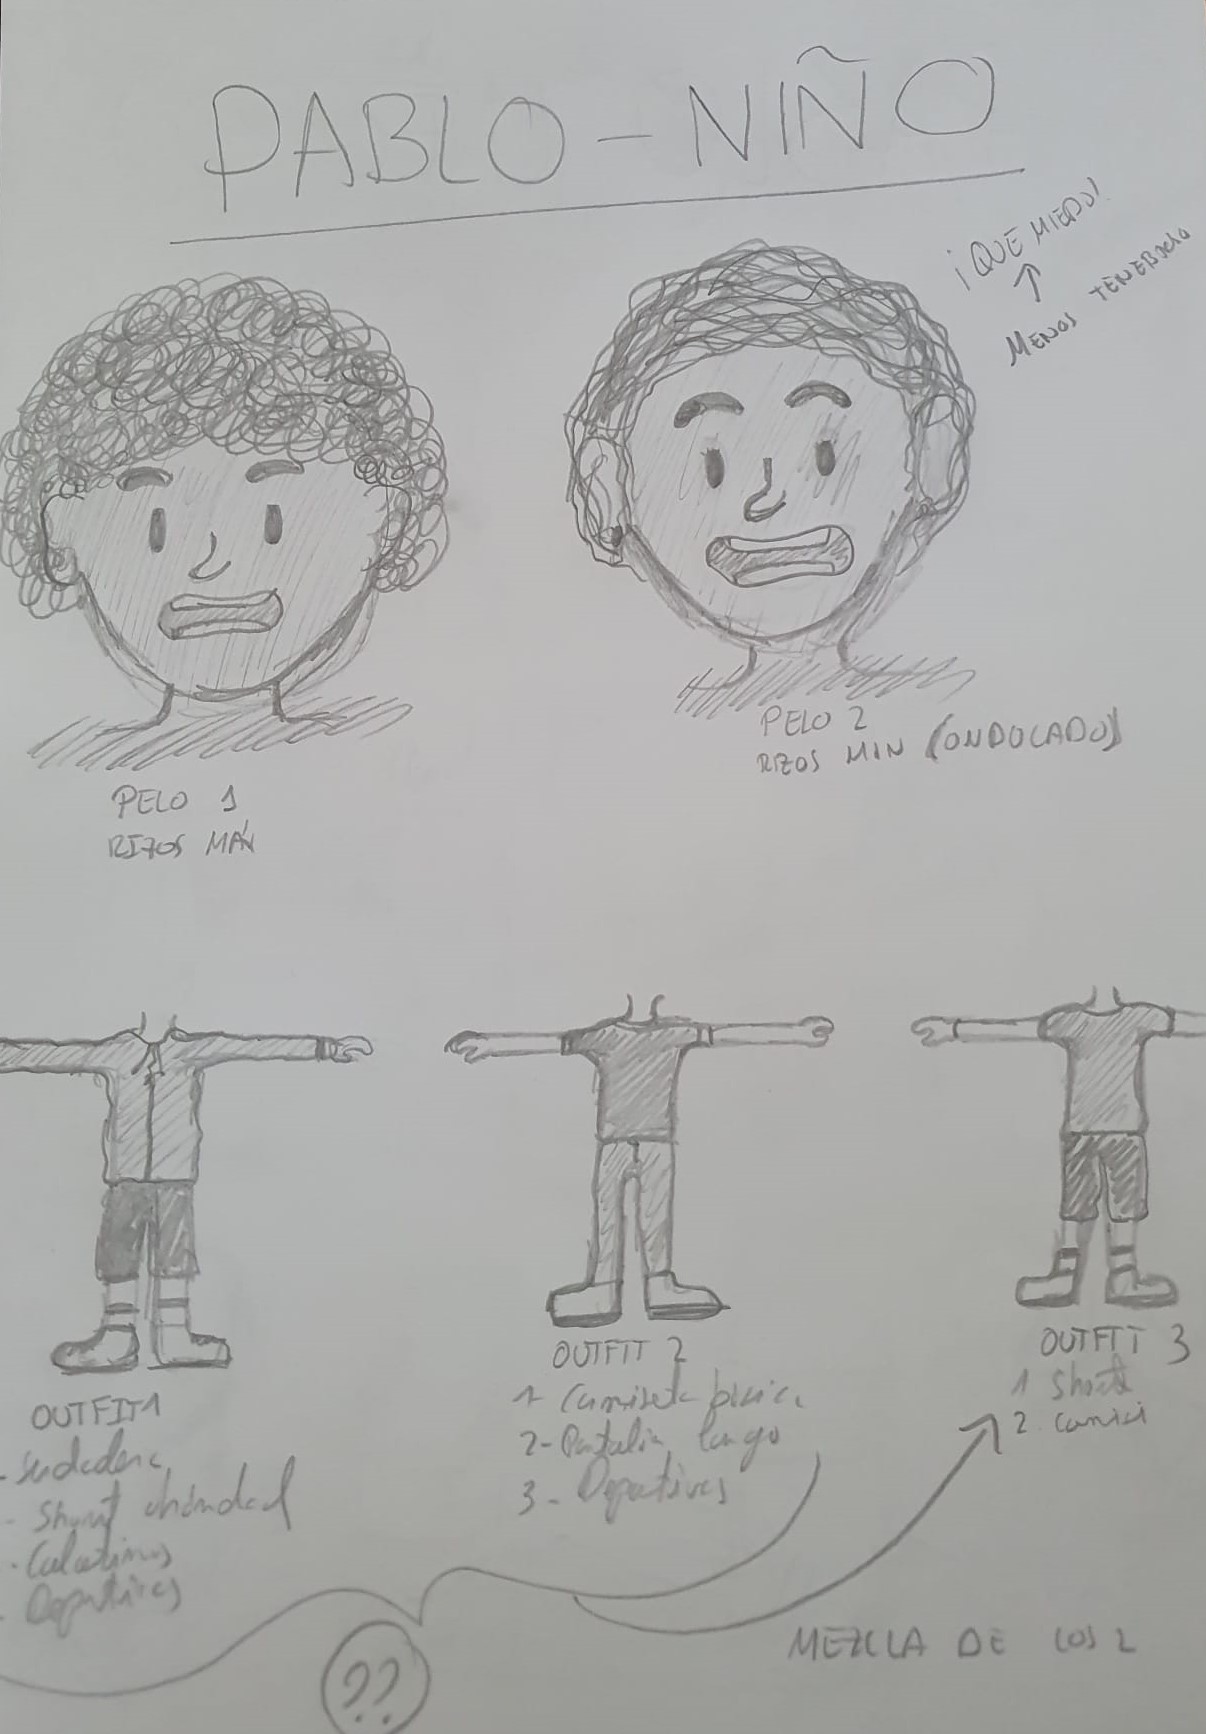 PABLO - NIÑO
¡QUE MIEDO!
MENOS TENEBROSO
PELO 1
RIZOS MÁX
PELO 2
RIZOS MIN (ONDOLADO)
OUTFIT 1
- Sudadera
- Short
- Calcetines
- Deportivas
OUTFIT 2
1- Camiseta básica
2- Pantalón largo
3- Deportivas
OUTFIT 3
1 Short
2. Camisa
MEZCLA DE LOS 2
??